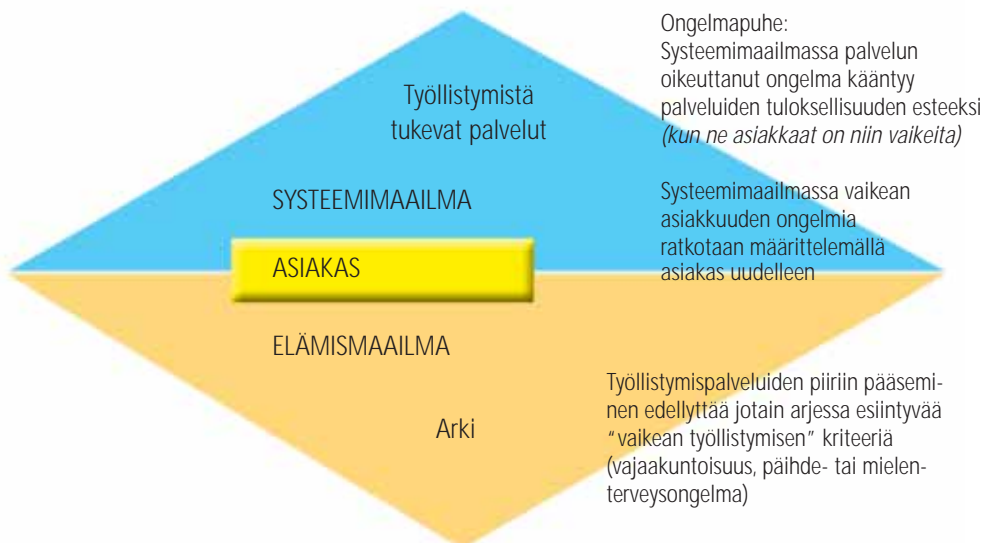 Ongelmapuhe:
Systeemimaailmassa palvelun
oikeuttanut ongelma kääntyy
palveluiden tuloksellisuuden esteeksi
(kun ne asiakkaat on niin vaikeita)
Työllistymistä
tukevat palvelut
SYSTEEMIMAAILMA
Systeemimaailmassa vaikean
asiakkuuden ongelmia
ratkotaan määrittelemällä
asiakas uudelleen
ASIAKAS
ELÄMISMAAILMA
Arki
Työllistymispalveluiden piiriin pääsemi-
nen edellyttää jotain arjessa esiintyvää
“vaikean työllistymisen” kriteeriä
(vajaakuntoisuus, päihde- tai mielen-
terveysongelma)